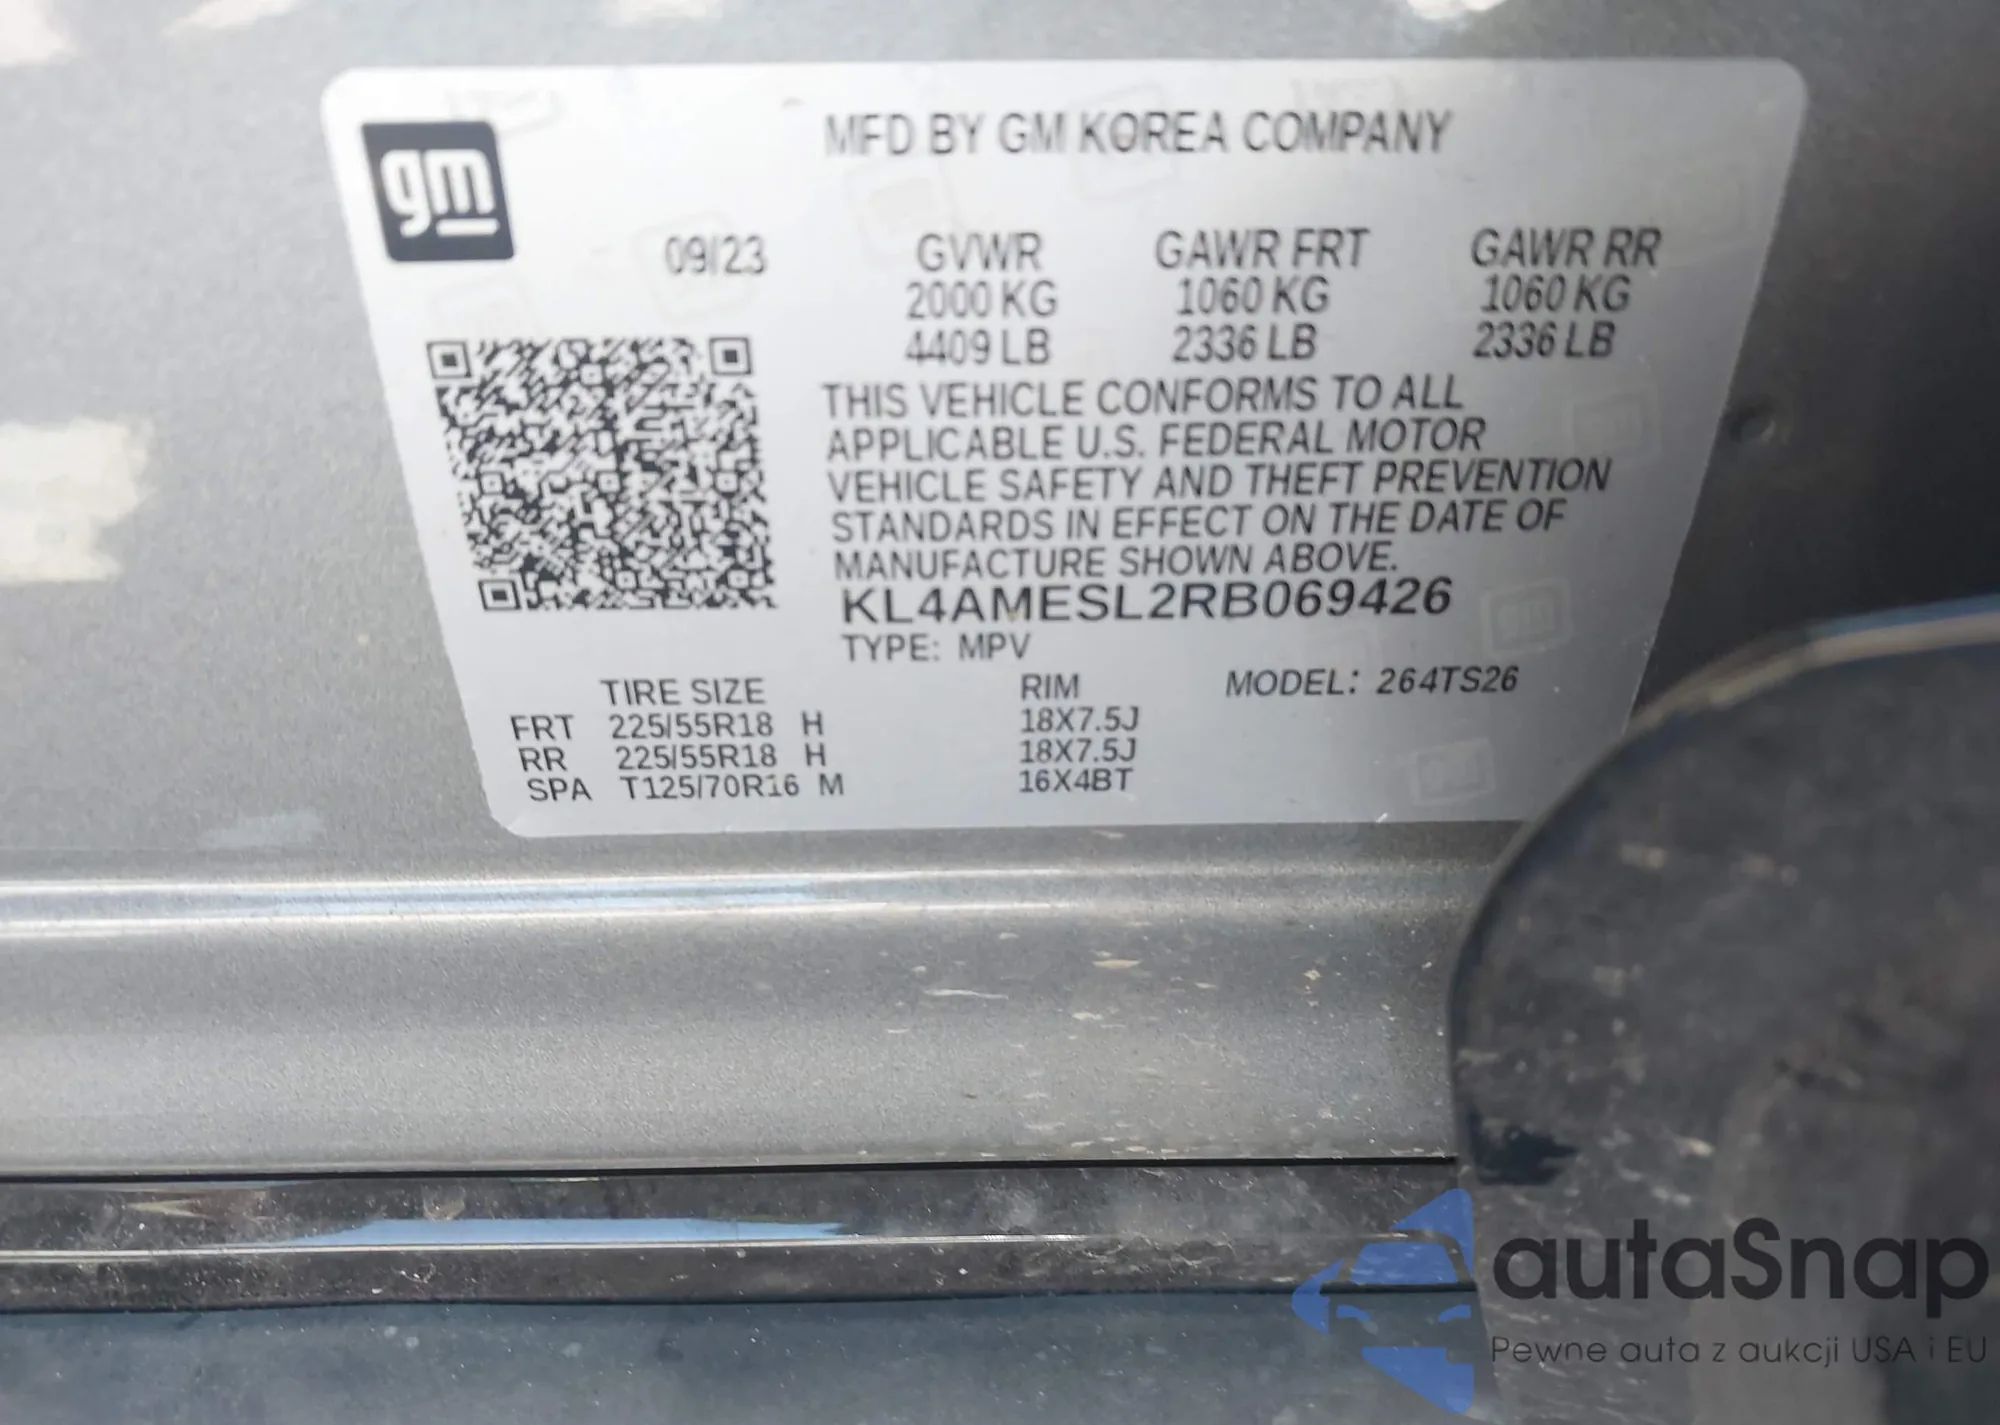 gm
MFD BY GM KOREA COMPANY
09/23 GVWR GAWR FRT GAWR RR
2000 KG 1060 KG 1060 KG
4409 LB 2336 LB 2336 LB
THIS VEHICLE CONFORMS TO ALL
APPLICABLE U.S. FEDERAL MOTOR
VEHICLE SAFETY AND THEFT PREVENTION
STANDARDS IN EFFECT ON THE DATE OF
MANUFACTURE SHOWN ABOVE.
KL4AMESL2RB069426
TYPE: MPV
TIRE SIZE RIM MODEL: 264TS26
FRT 225/55R18 H 18X7.5J
RR 225/55R18 H 18X7.5J
SPA T125/70R16 M 16X4BT
autaSnap
Pewne auta z aukcji USA i EU